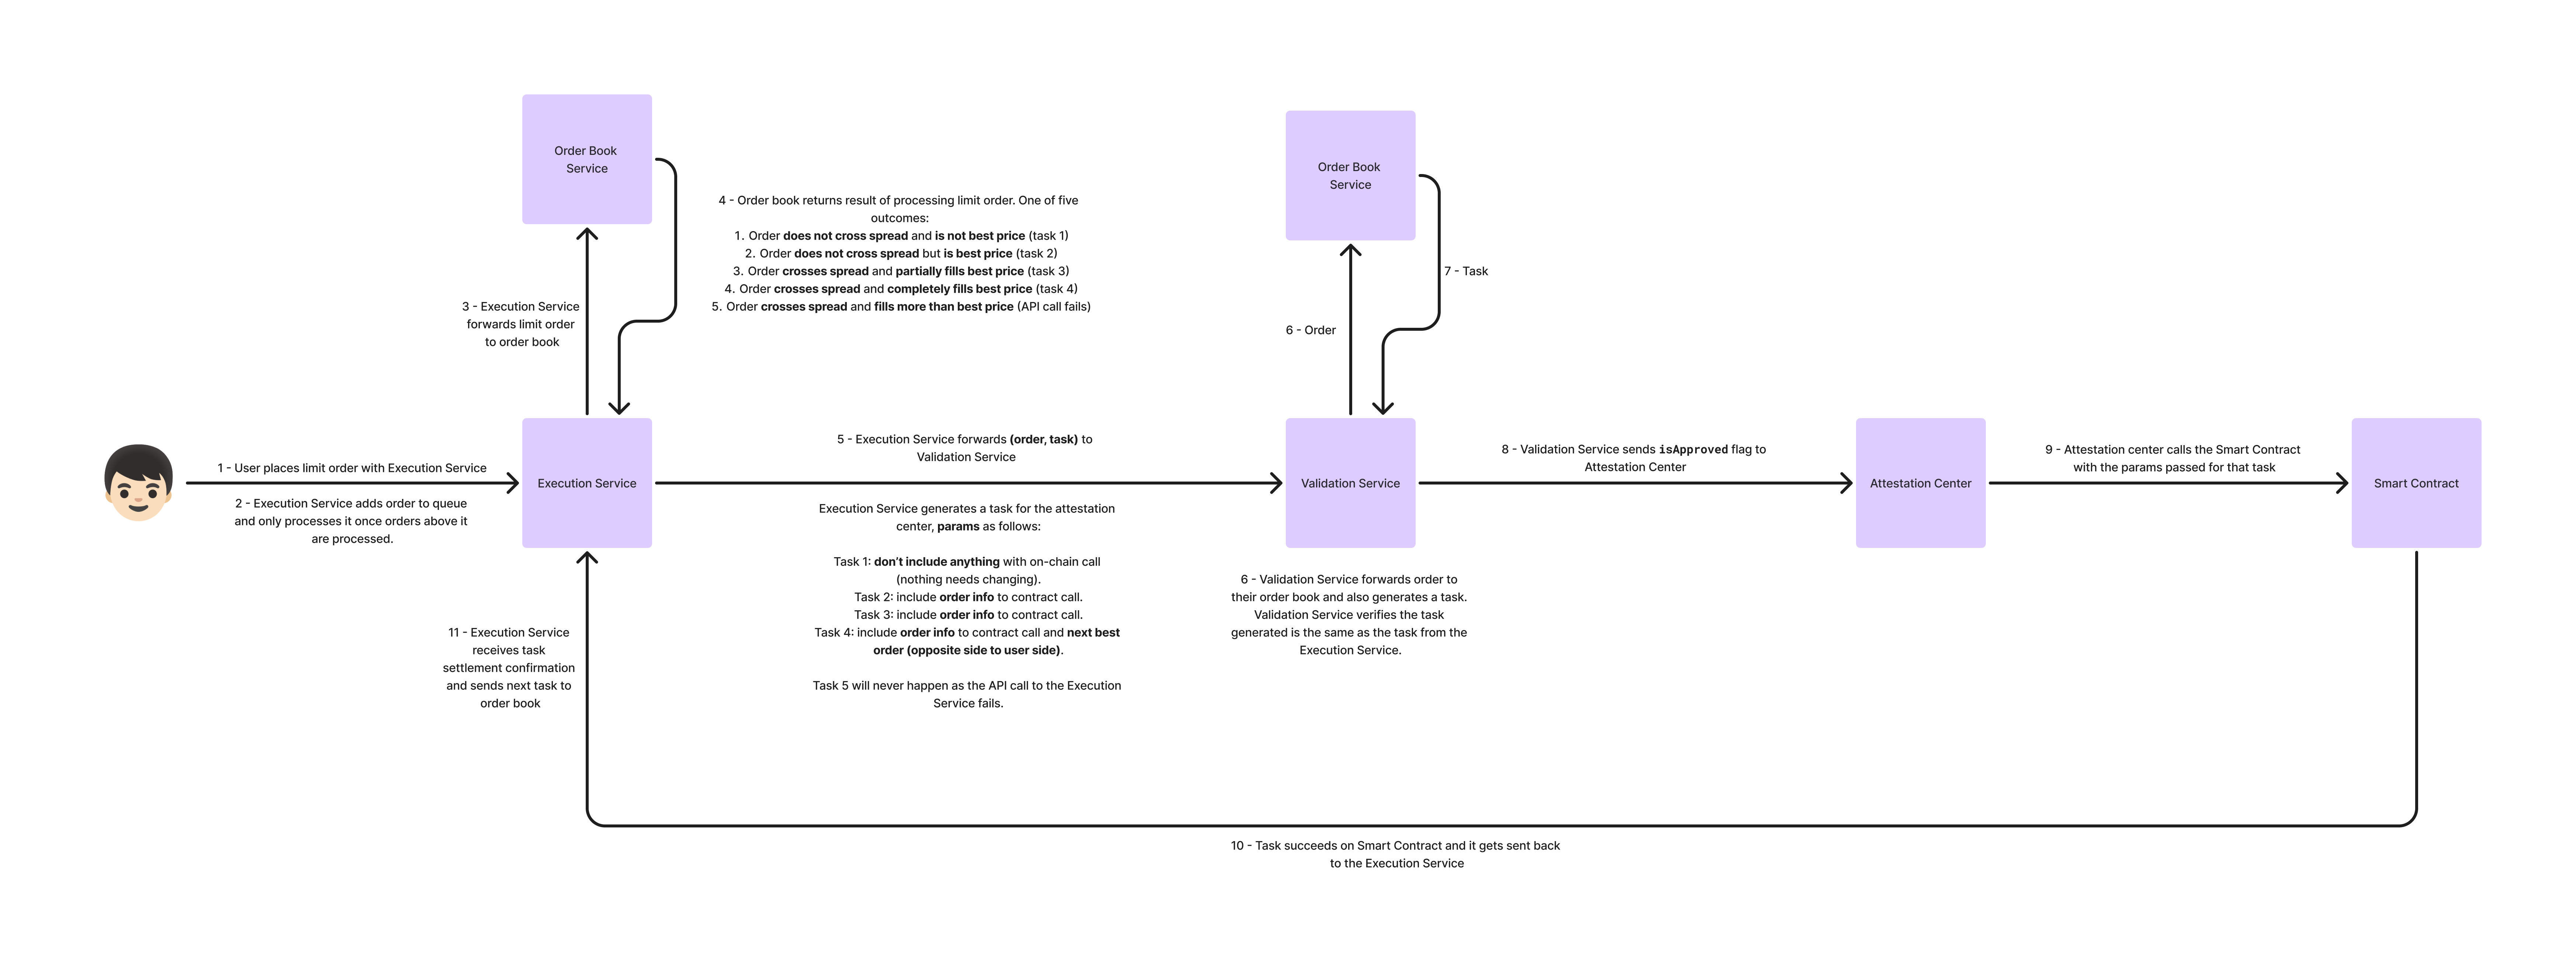 Order Book
Service
4 - Order book returns result of processing limit order. One of five
outcomes:
1. Order does not cross spread and is not best price (task 1)
2. Order does not cross spread but is best price (task 2)
3. Order crosses spread and partially fills best price (task 3)
4. Order crosses spread and completely fills best price (task 4)
5. Order crosses spread and fills more than best price (API call fails)
3 - Execution Service
forwards limit order
to order book
Order Book
Service
7 - Task
6 - Order
1 - User places limit order with Execution Service
2 - Execution Service adds order to queue
and only processes it once orders above it
are processed.
Execution Service
5 - Execution Service forwards (order, task) to
Validation Service
Execution Service generates a task for the attestation
center, params as follows:
Task 1: don’t include anything with on-chain call
(nothing needs changing).
Task 2: include order info to contract call.
Task 3: include order info to contract call.
Task 4: include order info to contract call and next best
order (opposite side to user side).
Task 5 will never happen as the API call to the Execution
Service fails.
Validation Service
6 - Validation Service forwards order to
their order book and also generates a task.
Validation Service verifies the task
generated is the same as the task from the
Execution Service.
8 - Validation Service sends isApproved flag to
Attestation Center
Attestation Center
9 - Attestation center calls the Smart Contract
with the params passed for that task
Smart Contract
11 - Execution Service
receives task
settlement confirmation
and sends next task to
order book
10 - Task succeeds on Smart Contract and it gets sent back
to the Execution Service